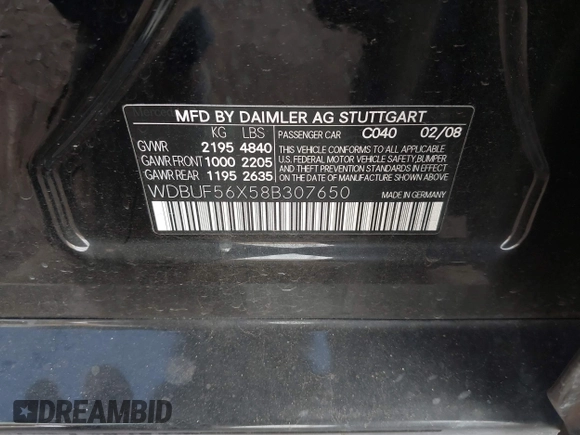 MFD BY DAIMLER AG STUTTGART
KG LBS PASSENGER CAR C040 02/08
GVWR 2195 4840
GAWR FRONT 1000 2205
GAWR REAR 1195 2635
THIS VEHICLE CONFORMS TO ALL APPLICABLE
U.S. FEDERAL MOTOR VEHICLE SAFETY, BUMPER
AND THEFT PREVENTION STANDARDS IN EFFECT
ON THE DATE OF MANUFACTURE SHOWN ABOVE
WDBUF56X58B307650 MADE IN GERMANY
DREAMBID